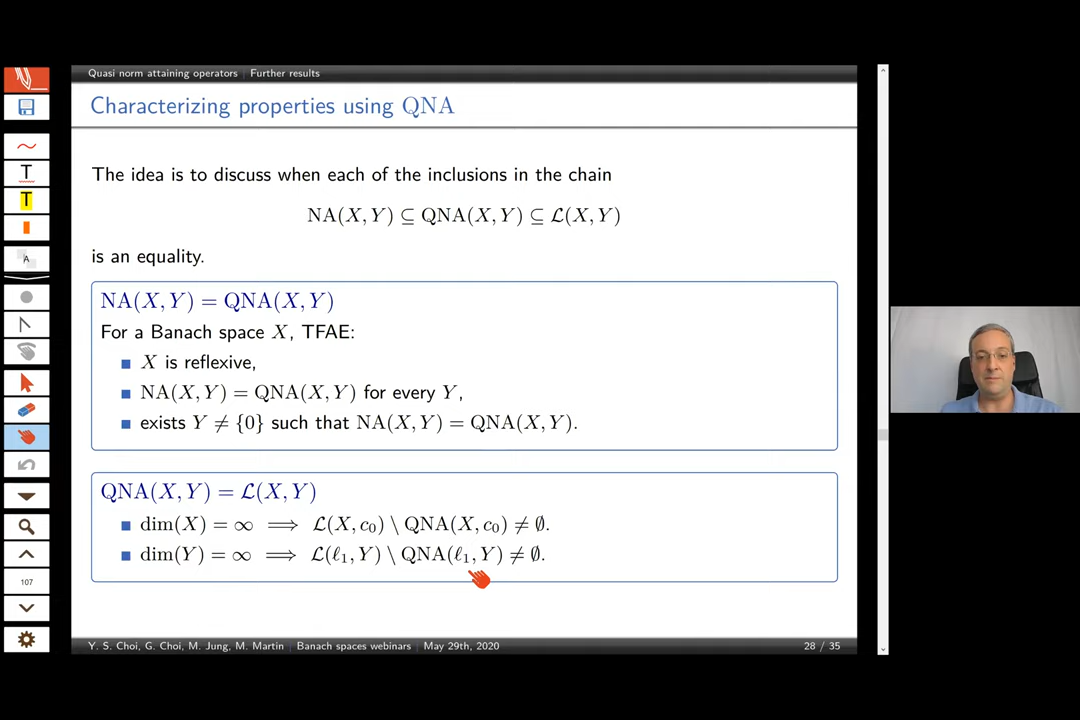 Quasi norm attaining operators | Further results
Characterizing properties using QNA
The idea is to discuss when each of the inclusions in the chain
NA(X, Y) ⊆ QNA(X, Y) ⊆ ℒ(X, Y)
is an equality.
NA(X, Y) = QNA(X, Y)
For a Banach space X, TFAE:
X is reflexive,
NA(X, Y) = QNA(X, Y) for every Y,
exists Y ≠ {0} such that NA(X, Y) = QNA(X, Y).
QNA(X, Y) = ℒ(X, Y)
dim(X) = ∞ ⟹ ℒ(X, c₀) \ QNA(X, c₀) ≠ ∅.
dim(Y) = ∞ ⟹ ℒ(ℓ₁, Y) \ QNA(ℓ₁, Y) ≠ ∅.
Y. S. Choi, G. Choi, M. Jung, M. Martin | Banach spaces webinars | May 29th, 2020 28 / 35
T
T
A
107